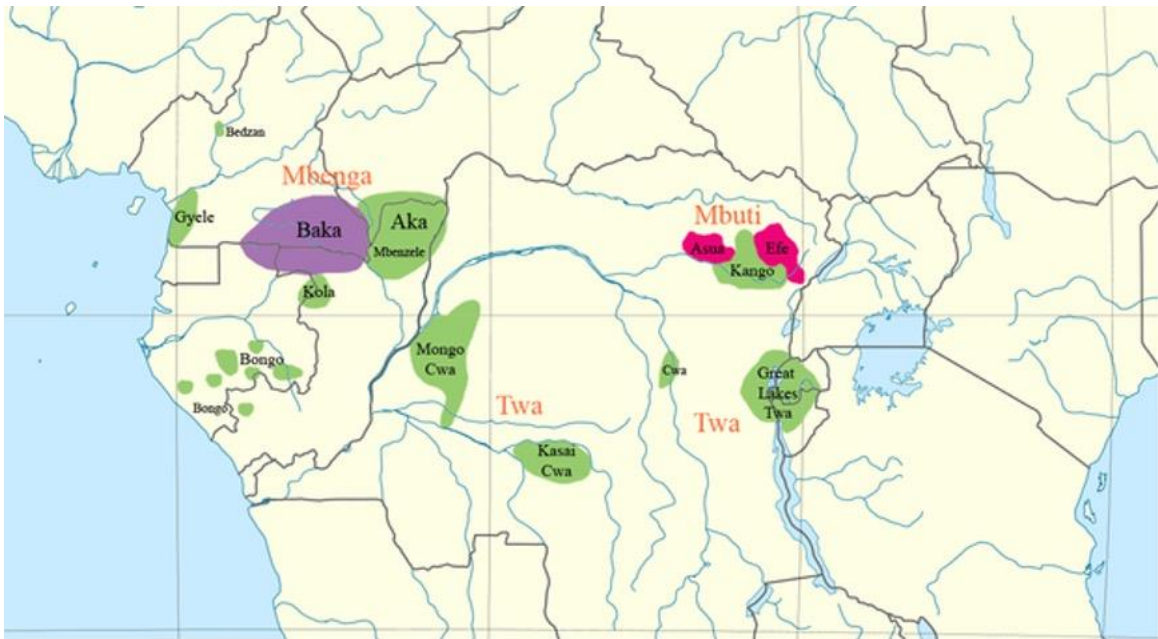 Bedzan
Mbenga
Mbuti
Gyele
Baka
Aka
Mbenzele
Asua
Efe
Kango
Kola
Mongo
Cwa
Bongo
Cwa
Great
Lakes
Twa
Bongo
Twa
Twa
Kasai
Cwa